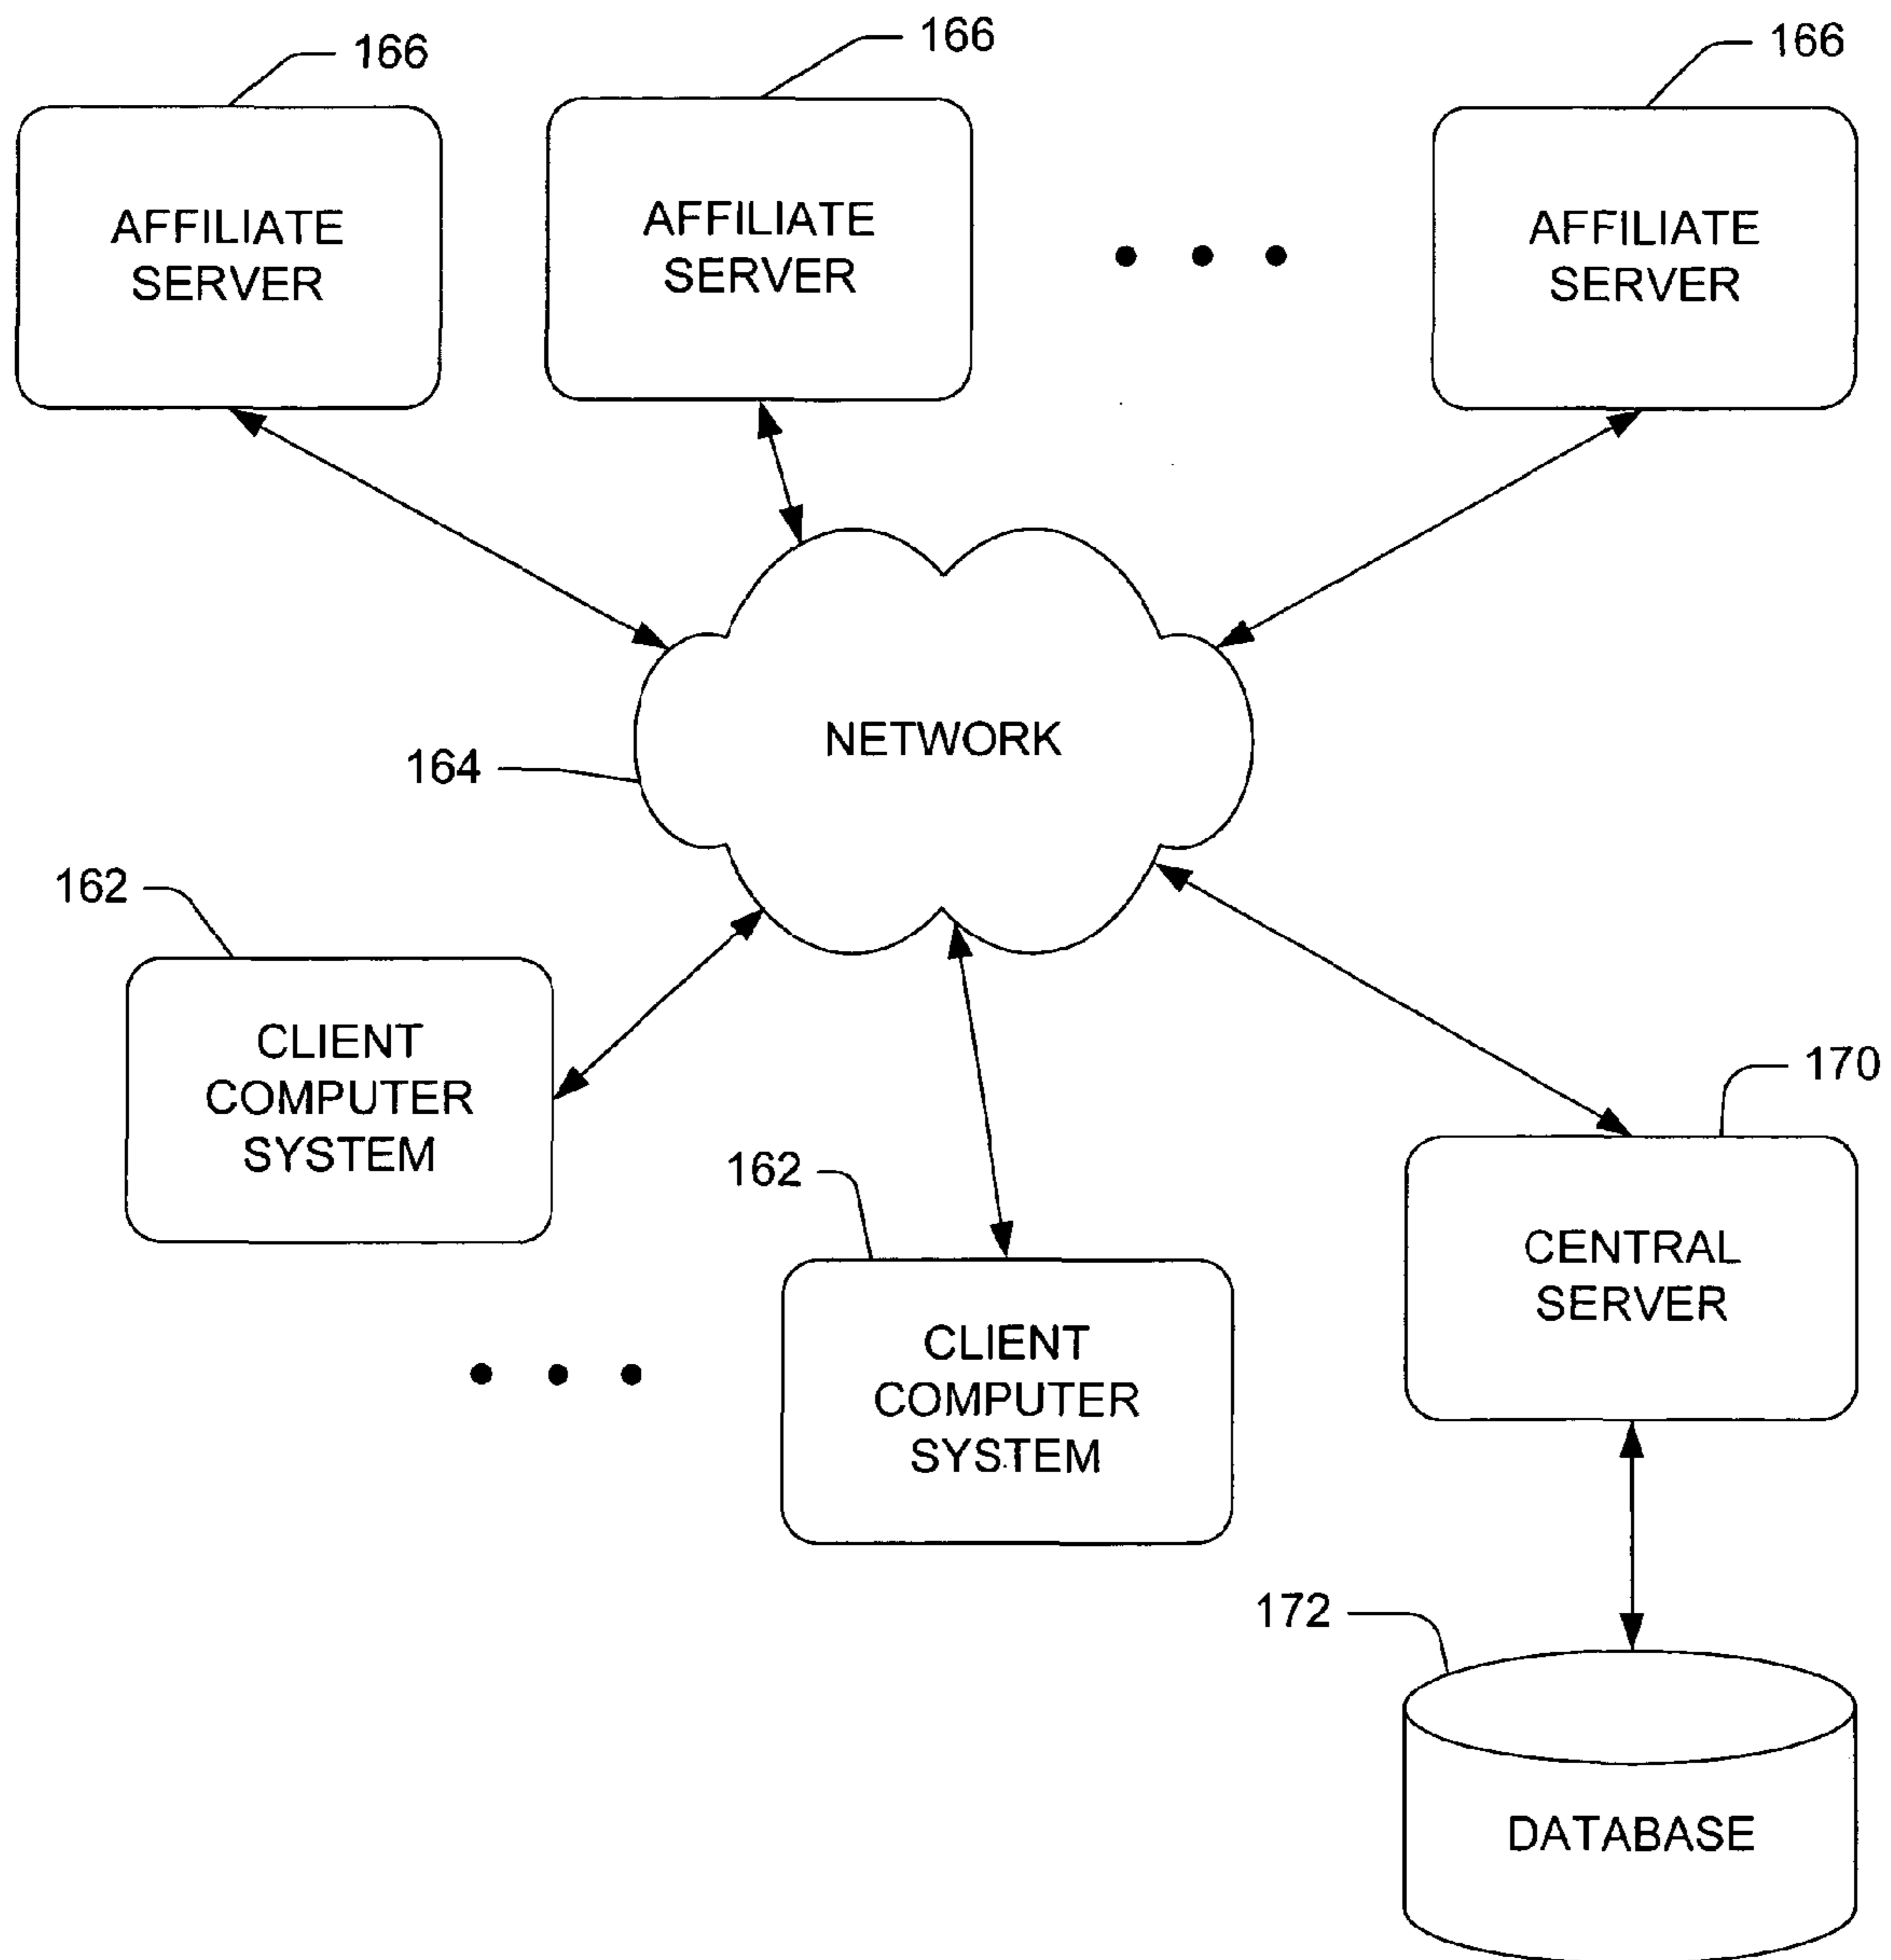 166
166
166
AFFILIATE
SERVER
AFFILIATE
SERVER
AFFILIATE
SERVER
NETWORK
164
162
CLIENT
COMPUTER
SYSTEM
170
162
CENTRAL
SERVER
CLIENT
COMPUTER
SYSTEM
172
DATABASE